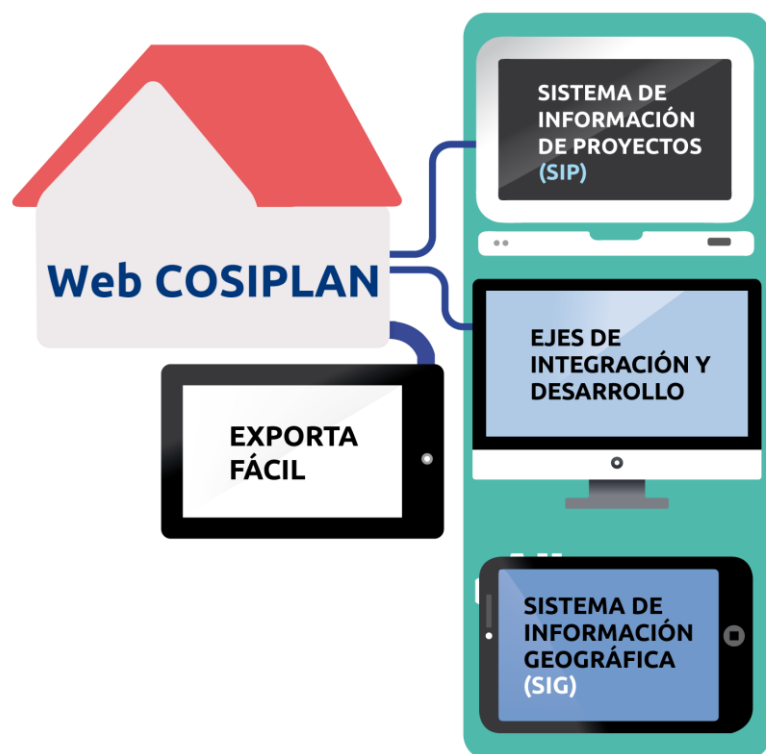 Web COSIPLAN
EXPORTA
FÁCIL
SISTEMA DE
INFORMACIÓN
DE PROYECTOS
(SIP)
EJES DE
INTEGRACIÓN Y
DESARROLLO
SISTEMA DE
INFORMACIÓN
GEOGRÁFICA
(SIG)